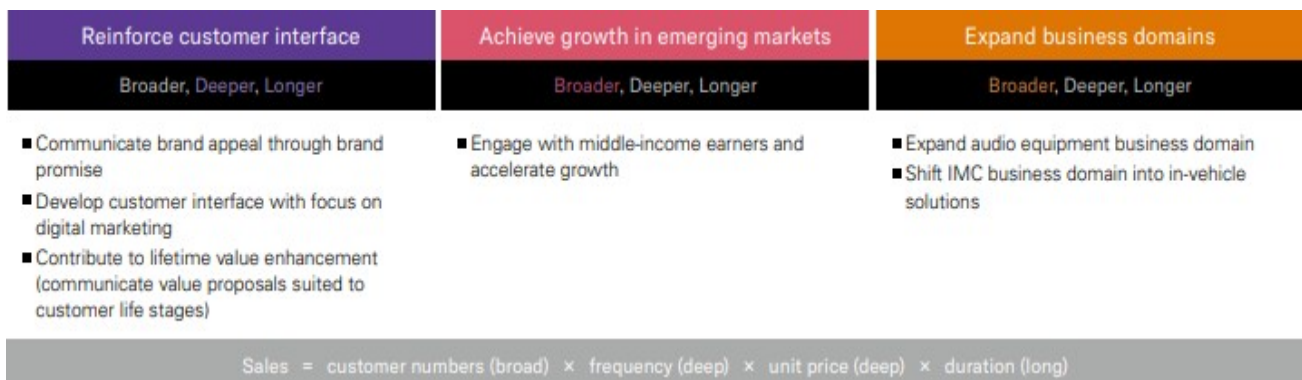 Reinforce customer interface
Broader, Deeper, Longer
■ Communicate brand appeal through brand
promise
■ Develop customer interface with focus on
digital marketing
■ Contribute to lifetime value enhancement
(communicate value proposals suited to
customer life stages)
Achieve growth in emerging markets
Broader, Deeper, Longer
■ Engage with middle-income earners and
accelerate growth
Expand business domains
Broader, Deeper, Longer
■ Expand audio equipment business domain
■ Shift IMC business domain into in-vehicle
solutions
Sales = customer numbers (broad) × frequency (deep) × unit price (deep) × duration (long)